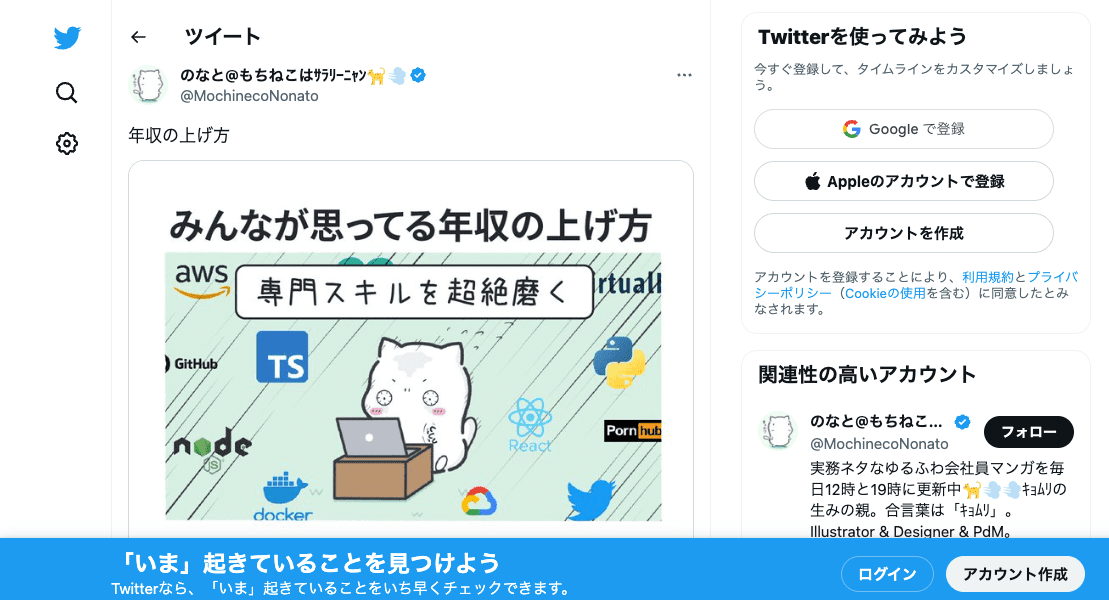 ツイート
のなと@もちねこはｻﾗﾘｰﾆｬﾝ🐈💨
@MochinecoNonato
年収の上げ方
みんなが思ってる年収の上げ方
aws
専門スキルを超絶磨く
irtuall
GitHub
TS
node
JS
React
Porn hub
docker
Twitterを使ってみよう
今すぐ登録して、タイムラインをカスタマイズしましょ
う。
Google で登録
Appleのアカウントで登録
アカウントを作成
アカウントを登録することにより、利用規約とプライバ
シーポリシー（Cookieの使用を含む）に同意したとみ
なされます。
関連性の高いアカウント
のなと@もちねこ...
@MochinecoNonato
フォロー
実務ネタなゆるふわ会社員マンガを毎
日12時と19時に更新中🐈💨💨ｷｮﾑﾘの
生みの親。合言葉は「ｷｮﾑﾘ」。
Illustrator & Designer & PdM。
「いま」起きていることを見つけよう
Twitterなら、「いま」起きていることをいち早くチェックできます。
ログイン
アカウント作成